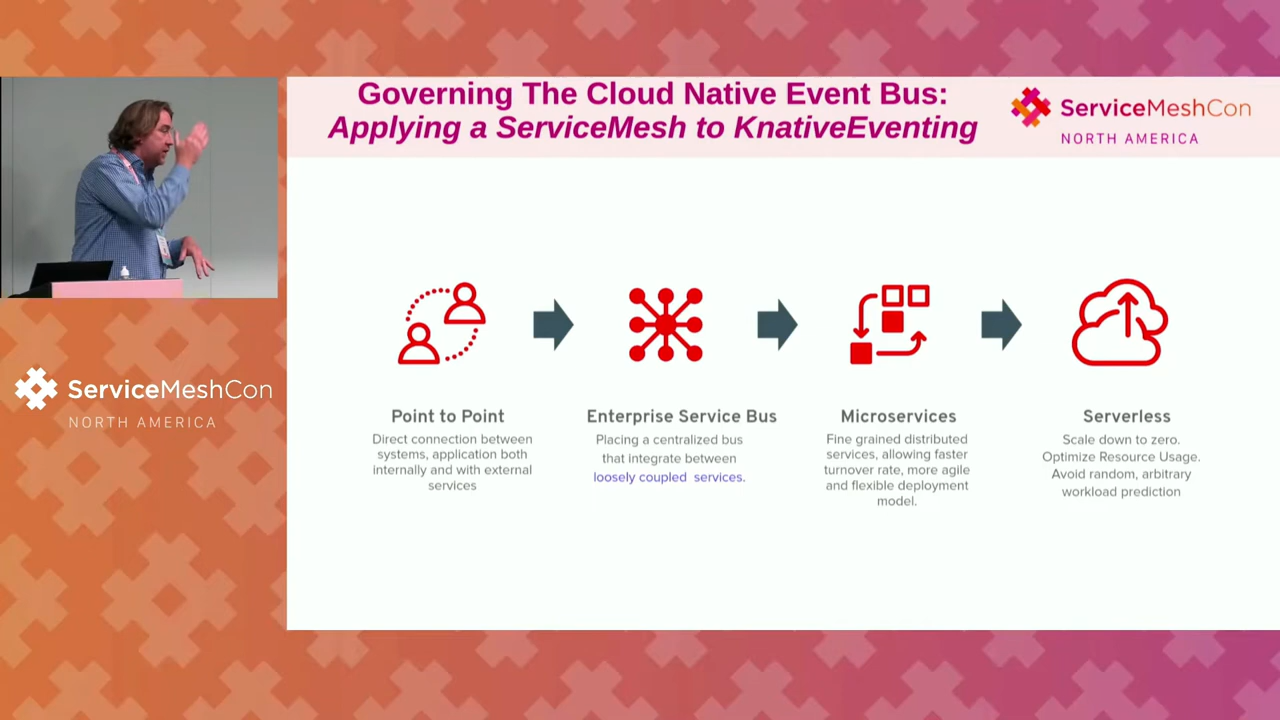 Governing The Cloud Native Event Bus:
Applying a ServiceMesh to KnativeEventing
ServiceMeshCon
NORTH AMERICA
Point to Point
Direct connection between
systems, application both
internally and with external
services
Enterprise Service Bus
Placing a centralized bus
that integrate between
loosely coupled  services.
Microservices
Fine grained distributed
services, allowing faster
turnover rate, more agile
and flexible deployment
model.
Serverless
Scale down to zero.
Optimize Resource Usage.
Avoid random, arbitrary
workload prediction
ServiceMeshCon
NORTH AMERICA